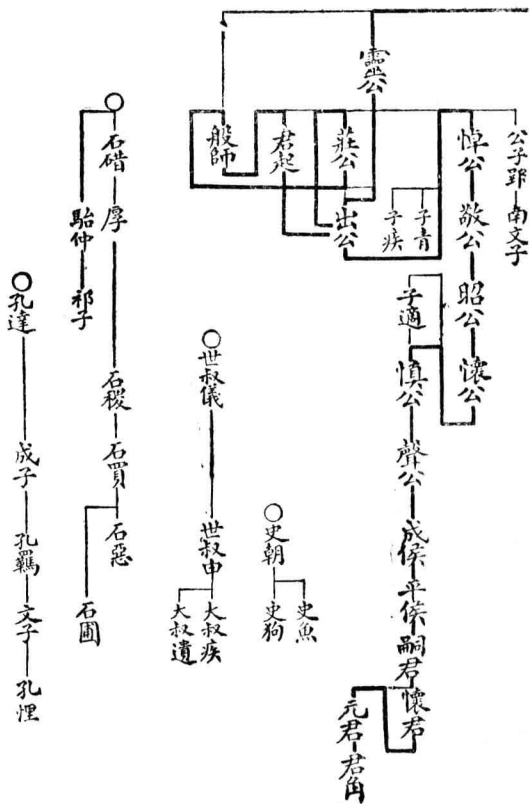 公子郢 南文子
悼公 敬公 昭公 懷公
子青
子疾
子適
慎公 聲公 成侯 平侯 嗣君 懷君
元君 君角
靈公
出公
莊公
君起
般師
史朝 史魚
史狗
世叔儀 世叔申 大叔疾
大叔遺
石碏 厚 石稷 石買 石惡
石圃
駘仲 祁子
孔達 成子 孔羈 文子 孔悝